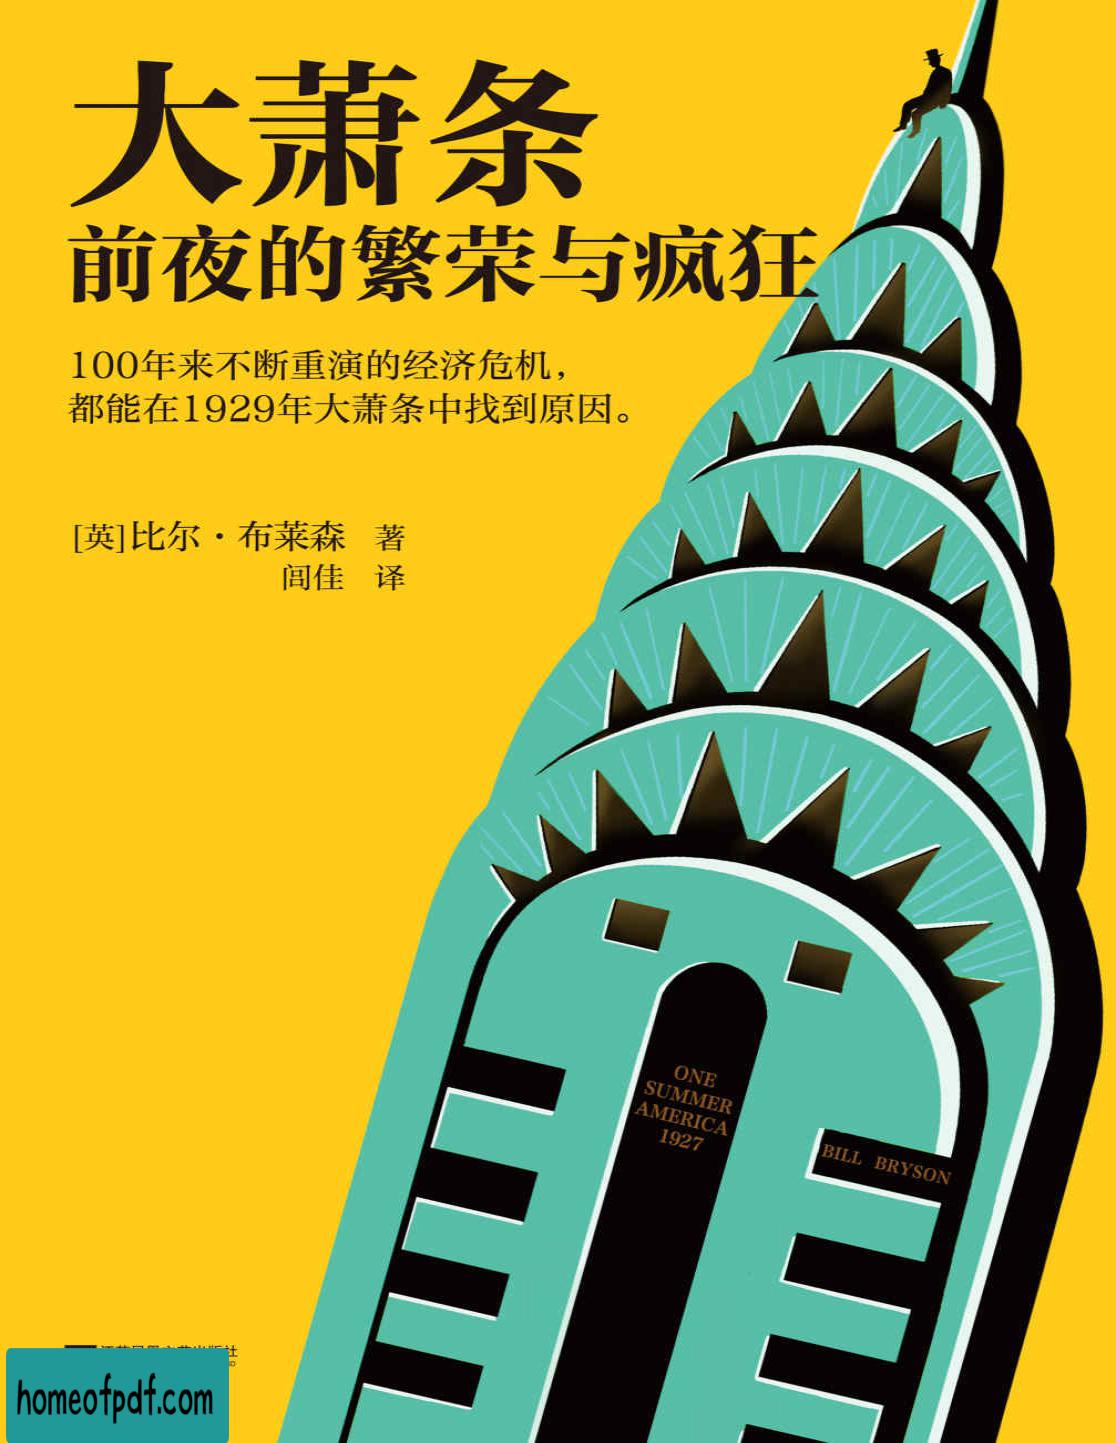 大萧条
前夜的繁荣与疯狂
100年来不断重演的经济危机，
都能在1929年大萧条中找到原因。
[英]比尔·布莱森 著
闾佳 译
ONE
SUMMER
AMERICA
1927
BILL BRYSON
homeofpdf.com